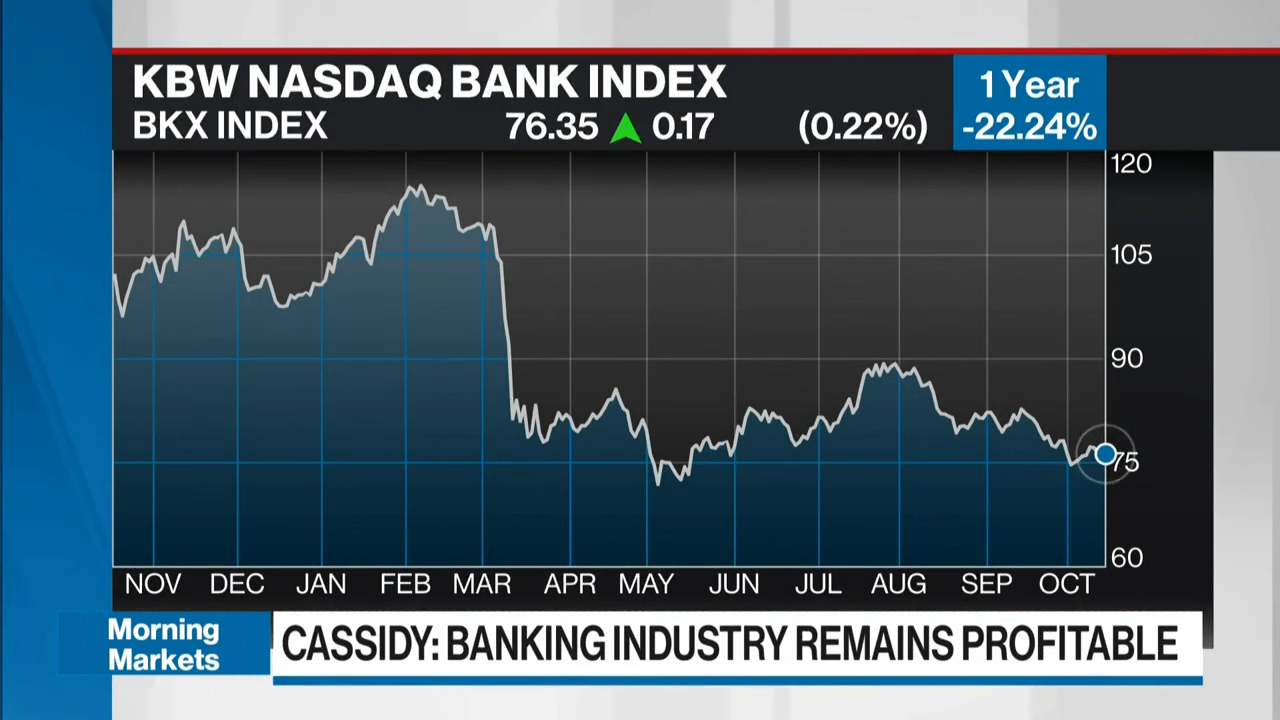 KBW NASDAQ BANK INDEX
1 Year
BKX INDEX 76.35 0.17 (0.22%) -22.24%
120
105
90
75
60
NOV DEC JAN FEB MAR APR MAY JUN JUL AUG SEP OCT
Morning
Markets
CASSIDY: BANKING INDUSTRY REMAINS PROFITABLE